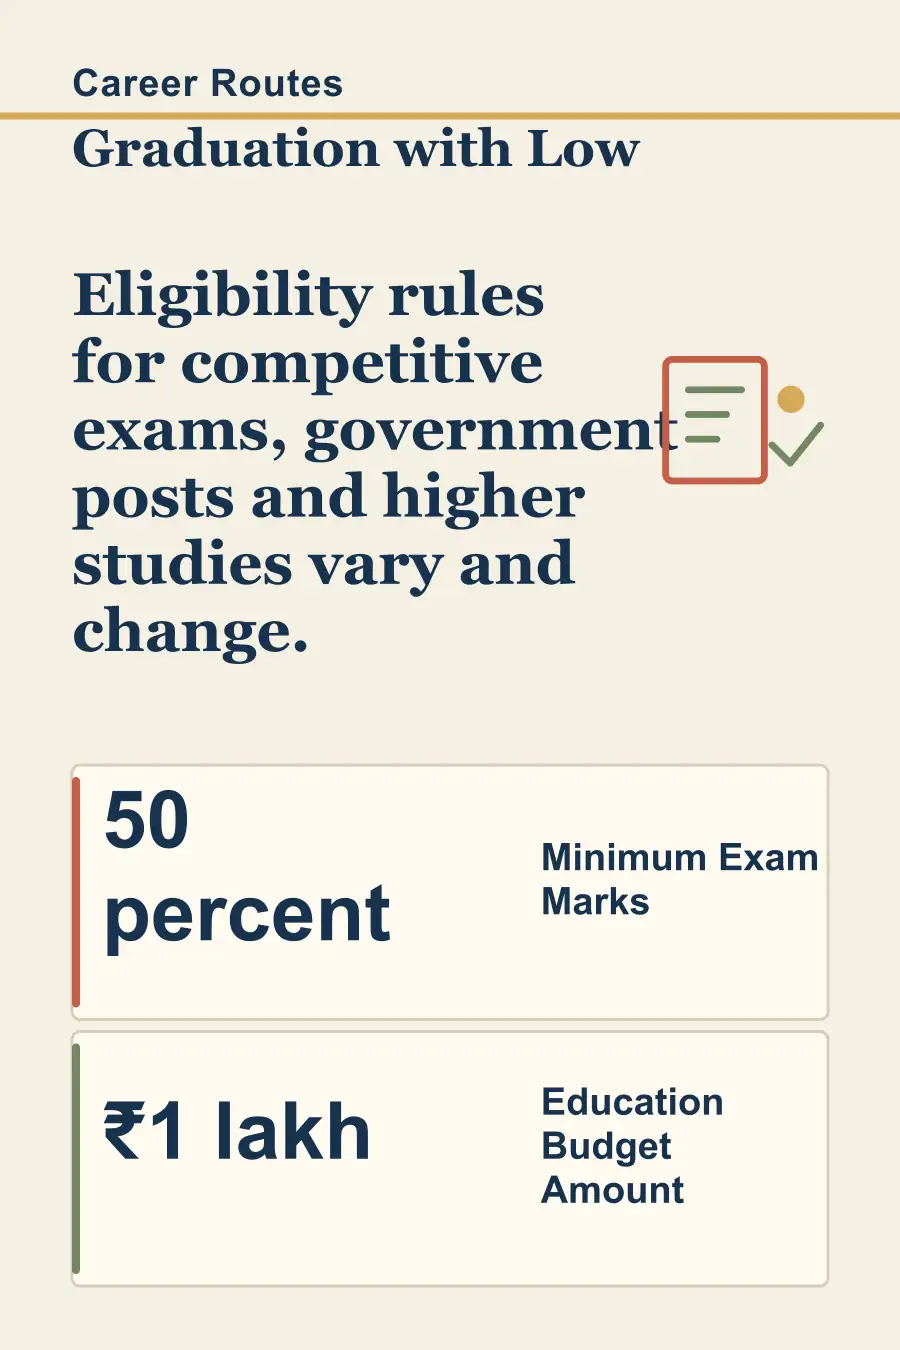 Career Routes
Graduation with Low
Eligibility rules
for competitive
exams, government
posts and higher
studies vary and
change.
50
percent
Minimum Exam
Marks
₹1 lakh
Education
Budget
Amount